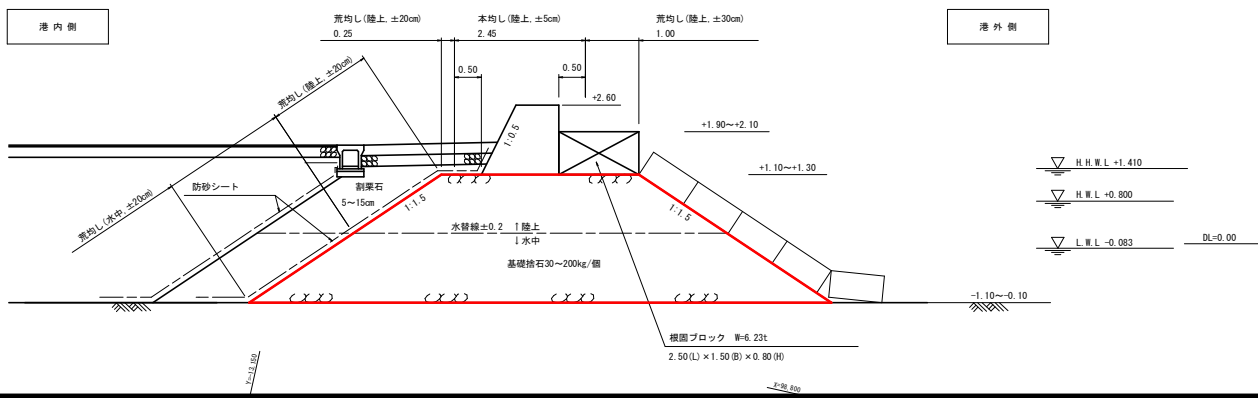 港内側
荒均し(陸上,±20cm)
0.25
本均し(陸上,±5cm)
2.45
荒均し(陸上,±30cm)
1.00
港外側
0.50
0.50
荒均し(陸上,±20cm)
+2.60
1:0.5
+1.90～+2.10
H.H.W.L +1.410
+1.10～+1.30
防砂シート
割栗石
5～15cm
H.W.L +0.800
荒均し(水中,±20cm)
1:1.5
1:1.5
水替線±0.2 ↑陸上
↓水中
L.W.L -0.083
DL=0.00
基礎捨石30～200kg/個
-1.10～-0.10
根固ブロック W=6.23t
2.50(L)×1.50(B)×0.80(H)
Y=-13.150
X=98.800